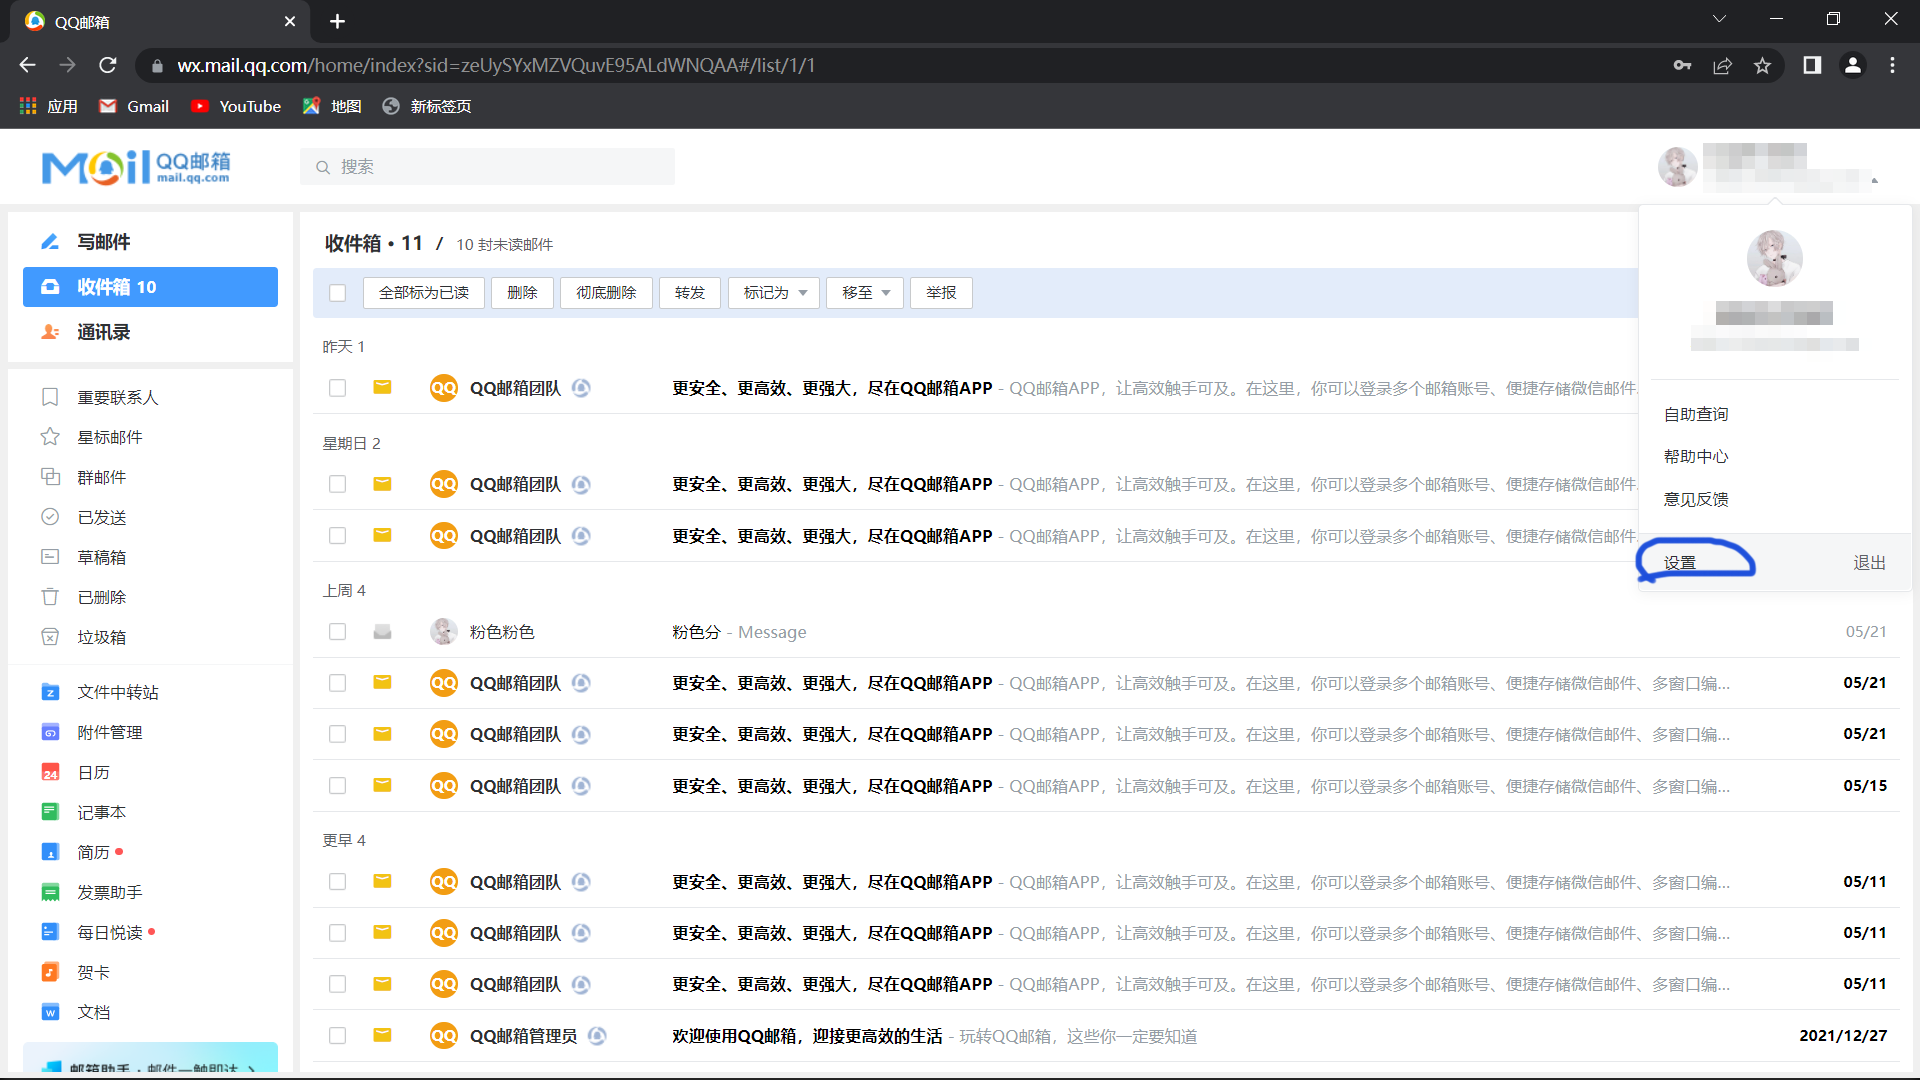 QQ邮箱
wx.mail.qq.com/home/index?sid=zeUySYxMZVQuvE95ALdWNQAA#/list/1/1
应用 Gmail YouTube 地图 新标签页
Mail QQ邮箱
mail.qq.com
搜索
写邮件
收件箱 10
通讯录
重要联系人
星标邮件
群邮件
已发送
草稿箱
已删除
垃圾箱
文件中转站
附件管理
24 日历
记事本
简历
发票助手
每日悦读
贺卡
文档
邮箱助手 · 邮件一触即达 >
收件箱 • 11 / 10 封未读邮件
全部标为已读 删除 彻底删除 转发 标记为 移至 举报
昨天 1
QQ QQ邮箱团队 更安全、更高效、更强大，尽在QQ邮箱APP - QQ邮箱APP，让高效触手可及。在这里，你可以登录多个邮箱账号、便捷存储微信邮件
星期日 2
QQ QQ邮箱团队 更安全、更高效、更强大，尽在QQ邮箱APP - QQ邮箱APP，让高效触手可及。在这里，你可以登录多个邮箱账号、便捷存储微信邮件
QQ QQ邮箱团队 更安全、更高效、更强大，尽在QQ邮箱APP - QQ邮箱APP，让高效触手可及。在这里，你可以登录多个邮箱账号、便捷存储微信邮件
上周 4
粉色粉色 粉色分 - Message 05/21
QQ QQ邮箱团队 更安全、更高效、更强大，尽在QQ邮箱APP - QQ邮箱APP，让高效触手可及。在这里，你可以登录多个邮箱账号、便捷存储微信邮件、多窗口编... 05/21
QQ QQ邮箱团队 更安全、更高效、更强大，尽在QQ邮箱APP - QQ邮箱APP，让高效触手可及。在这里，你可以登录多个邮箱账号、便捷存储微信邮件、多窗口编... 05/21
QQ QQ邮箱团队 更安全、更高效、更强大，尽在QQ邮箱APP - QQ邮箱APP，让高效触手可及。在这里，你可以登录多个邮箱账号、便捷存储微信邮件、多窗口编... 05/15
更早 4
QQ QQ邮箱团队 更安全、更高效、更强大，尽在QQ邮箱APP - QQ邮箱APP，让高效触手可及。在这里，你可以登录多个邮箱账号、便捷存储微信邮件、多窗口编... 05/11
QQ QQ邮箱团队 更安全、更高效、更强大，尽在QQ邮箱APP - QQ邮箱APP，让高效触手可及。在这里，你可以登录多个邮箱账号、便捷存储微信邮件、多窗口编... 05/11
QQ QQ邮箱团队 更安全、更高效、更强大，尽在QQ邮箱APP - QQ邮箱APP，让高效触手可及。在这里，你可以登录多个邮箱账号、便捷存储微信邮件、多窗口编... 05/11
QQ QQ邮箱管理员 欢迎使用QQ邮箱，迎接更高效的生活 - 玩转QQ邮箱，这些你一定要知道 2021/12/27
自助查询
帮助中心
意见反馈
设置 退出